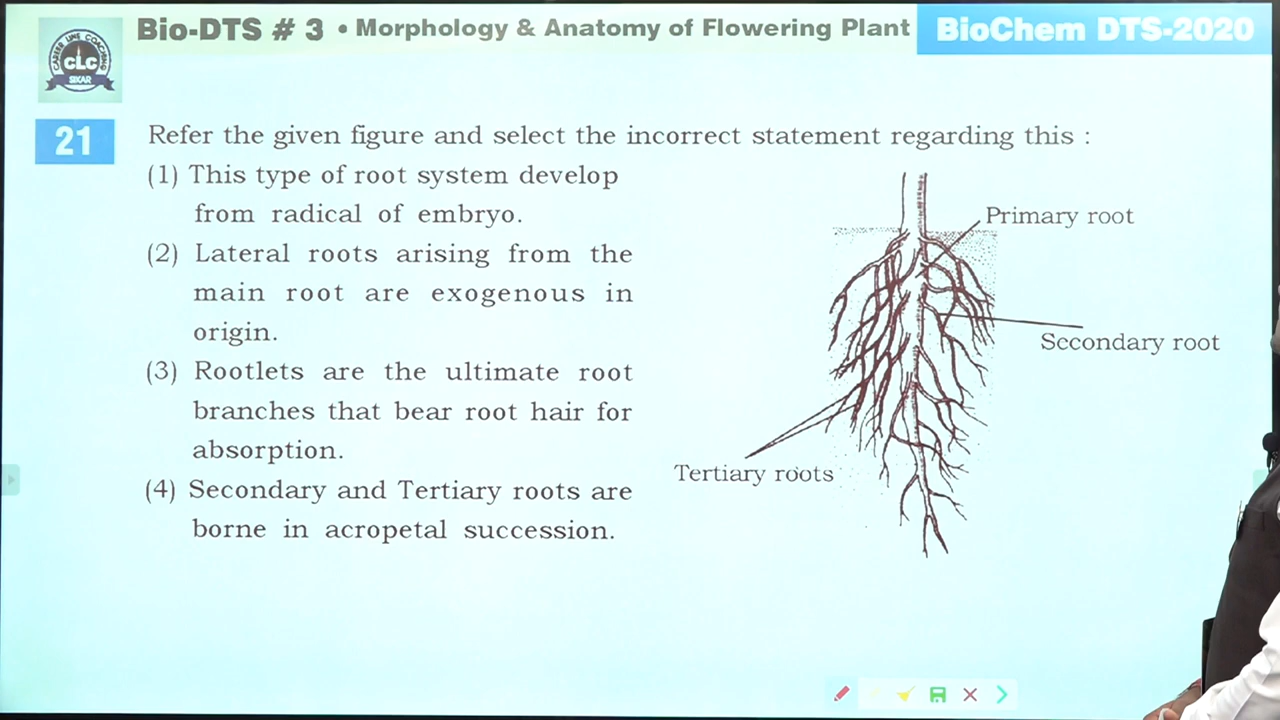 Bio-DTS # 3 • Morphology & Anatomy of Flowering Plant
BioChem DTS-2020
CAREER LINE COACHING
CLC
SIKAR
21
Refer the given figure and select the incorrect statement regarding this :
(1) This type of root system develop
from radical of embryo.
(2) Lateral roots arising from the
main root are exogenous in
origin.
(3) Rootlets are the ultimate root
branches that bear root hair for
absorption.
(4) Secondary and Tertiary roots are
borne in acropetal succession.
Primary root
Secondary root
Tertiary roots